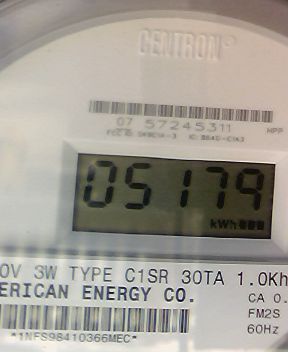 CENTRON®
07 57245311
HPP
05179
kWh
0V 3W TYPE C1SR 30TA 1.0Kh
ERICAN ENERGY CO.
CA 0.
FM2S
60Hz
*1NFS98410366MEC*